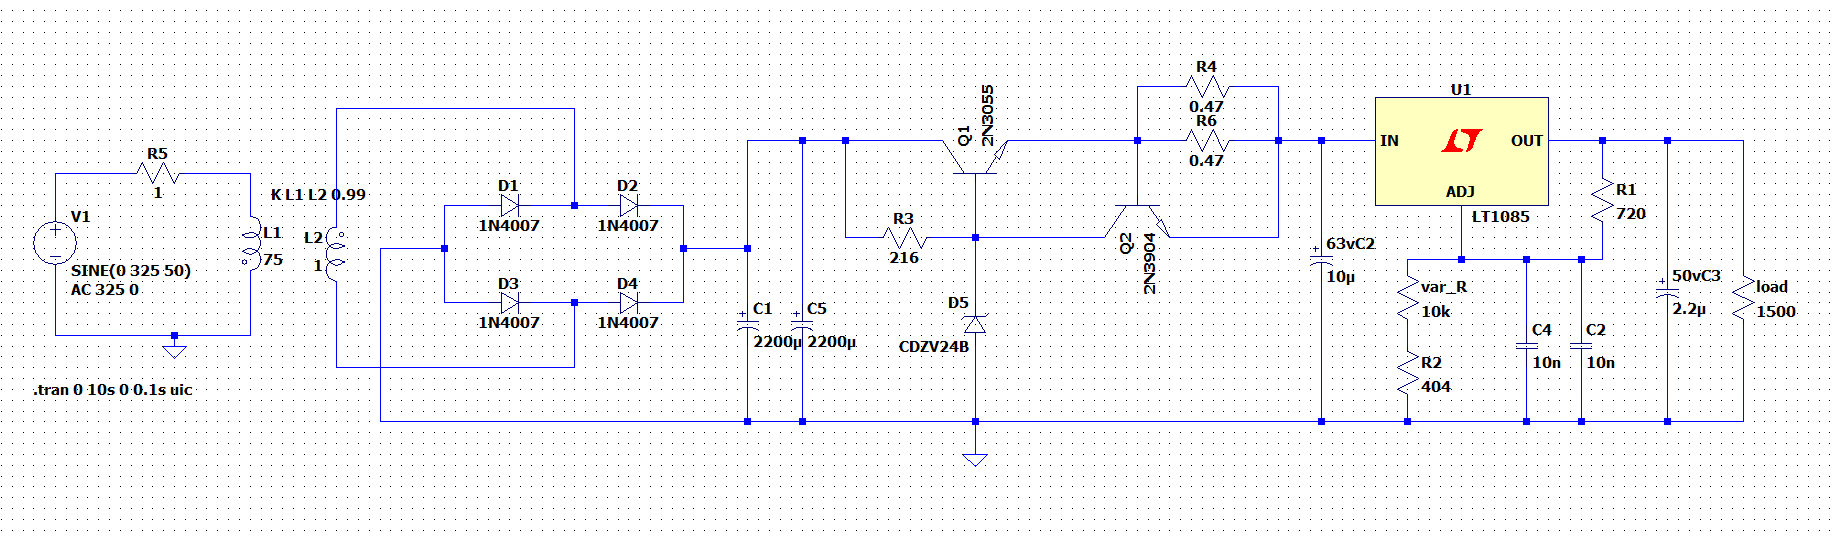 R5
1
V1
SINE(0 325 50)
AC 325 0
K L1 L2 0.99
L1
75
L2
1
.tran 0 10s 0 0.1s uic
D1
1N4007
D2
1N4007
D3
1N4007
D4
1N4007
C1
2200µ
C5
2200µ
R3
216
Q1
2N3055
D5
CDZV24B
Q2
2N3904
R4
0.47
R6
0.47
63vC2
10µ
U1
IN
OUT
ADJ
LT1085
R1
720
var_R
10k
R2
404
C4
10n
C2
10n
50vC3
2.2µ
load
1500